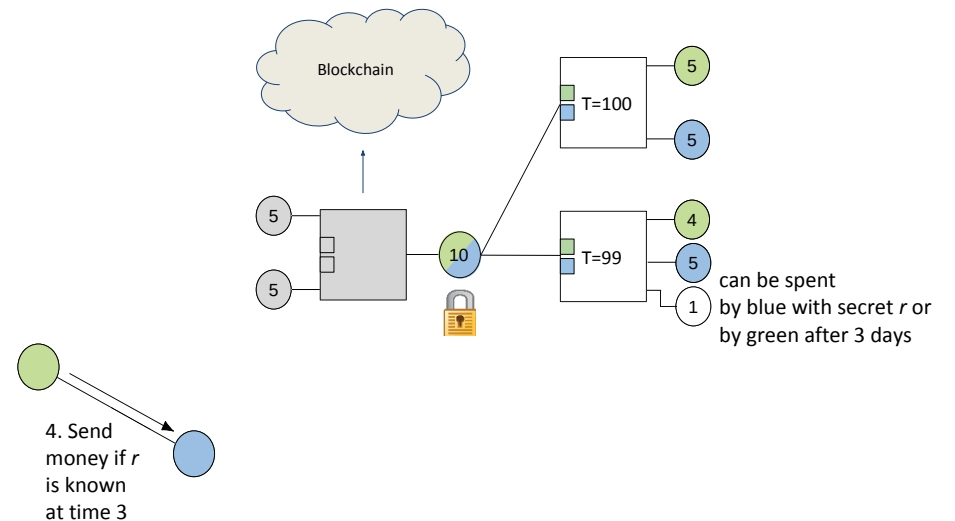 Blockchain
5
T=100
5
5
5
10
4
T=99
5
5
1
can be spent
by blue with secret r or
by green after 3 days
4. Send
money if r
is known
at time 3